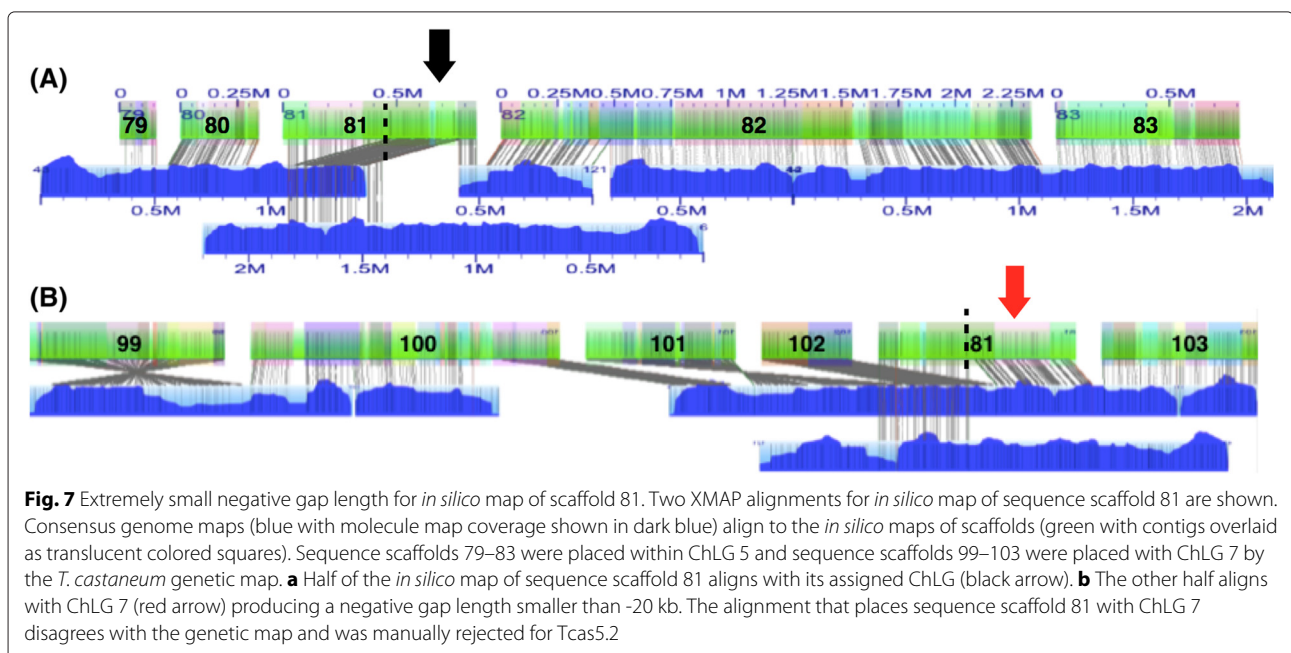 (A)
0 0 0.25M 0 0.5M 0 0.25M 0.5M 0.75M 1M 1.25M 1.5M 1.75M 2M 2.25M 0 0.5M
79 80 81 82 83
79 80 81 82 83
121
0.5M 1M 0.5M 0.5M 0.5M 1M 1.5M 2M
6
2M 1.5M 1M 0.5M
(B)
99 100 101 102 81 103
Fig. 7 Extremely small negative gap length for in silico map of scaffold 81. Two XMAP alignments for in silico map of sequence scaffold 81 are shown.
Consensus genome maps (blue with molecule map coverage shown in dark blue) align to the in silico maps of scaffolds (green with contigs overlaid
as translucent colored squares). Sequence scaffolds 79–83 were placed within ChLG 5 and sequence scaffolds 99–103 were placed with ChLG 7 by
the T. castaneum genetic map. a Half of the in silico map of sequence scaffold 81 aligns with its assigned ChLG (black arrow). b The other half aligns
with ChLG 7 (red arrow) producing a negative gap length smaller than -20 kb. The alignment that places sequence scaffold 81 with ChLG 7
disagrees with the genetic map and was manually rejected for Tcas5.2